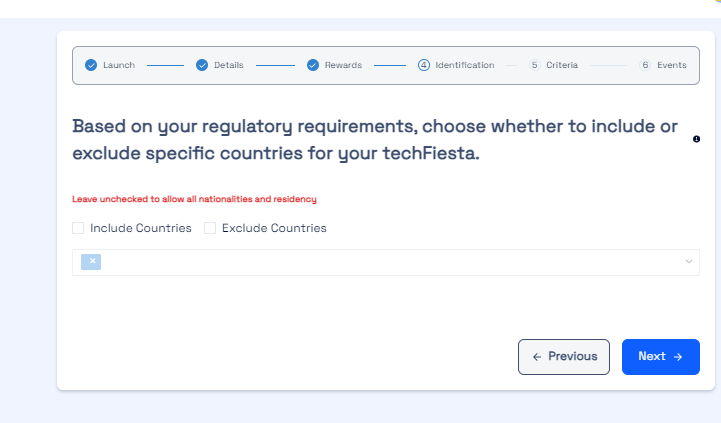 Launch Details Rewards 4 Identification 5 Criteria 6 Events
Based on your regulatory requirements, choose whether to include or
exclude specific countries for your techFiesta.
Leave unchecked to allow all nationalities and residency
Include Countries Exclude Countries
×
← Previous Next →